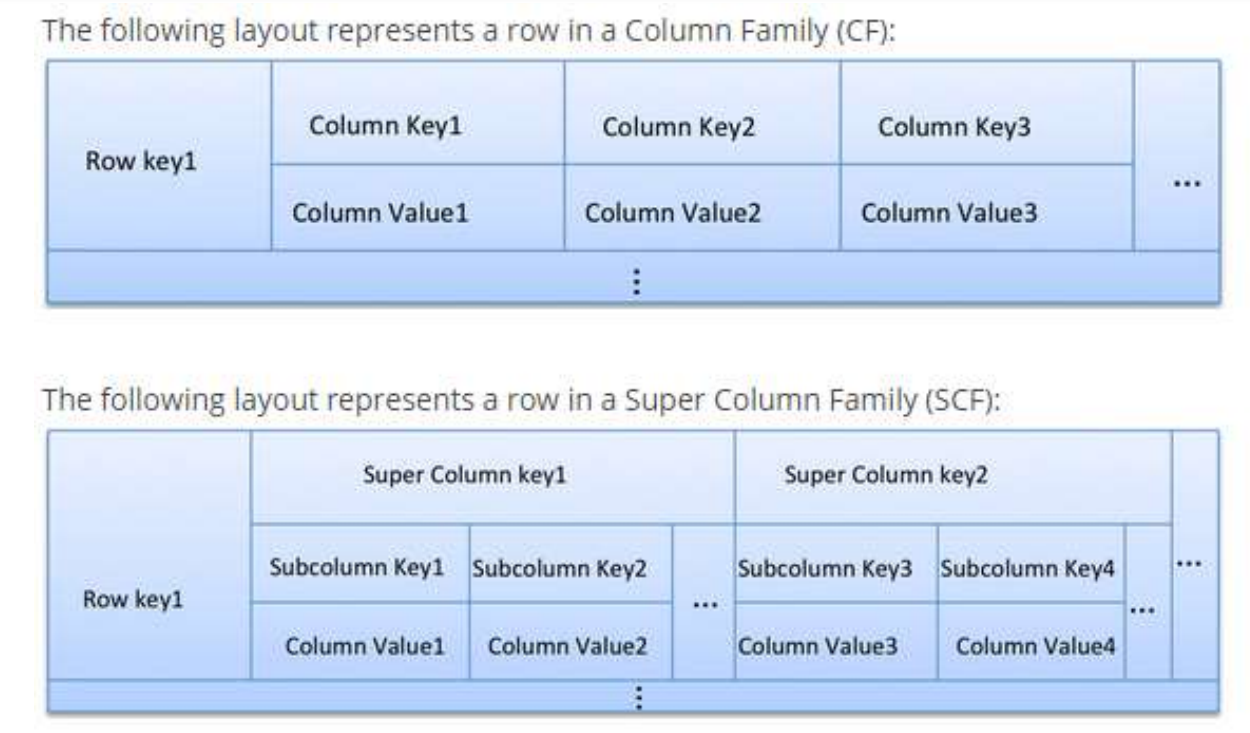 The following layout represents a row in a Column Family (CF):
Row key1
Column Key1
Column Key2
Column Key3
...
Column Value1
Column Value2
Column Value3
⋮
The following layout represents a row in a Super Column Family (SCF):
Row key1
Super Column key1
Super Column key2
...
Subcolumn Key1
Subcolumn Key2
...
Subcolumn Key3
Subcolumn Key4
...
Column Value1
Column Value2
Column Value3
Column Value4
⋮